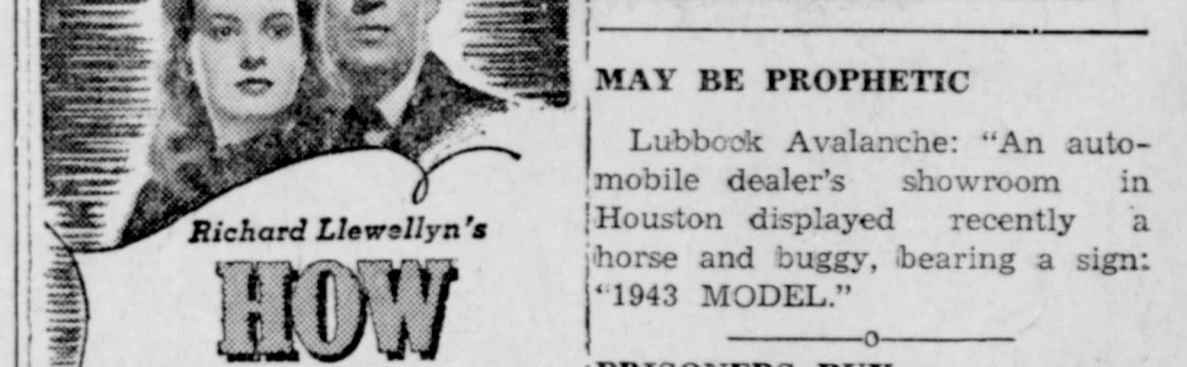 Richard Llewellyn's
HOW
MAY BE PROPHETIC
Lubbock Avalanche: "An auto-
mobile dealer's showroom in
Houston displayed recently a
horse and buggy, bearing a sign:
"1943 MODEL."
PRISONERS